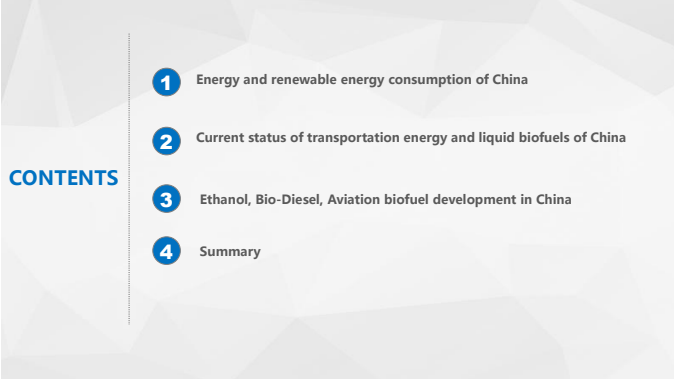 CONTENTS
1 Energy and renewable energy consumption of China
2 Current status of transportation energy and liquid biofuels of China
3 Ethanol, Bio-Diesel, Aviation biofuel development in China
4 Summary